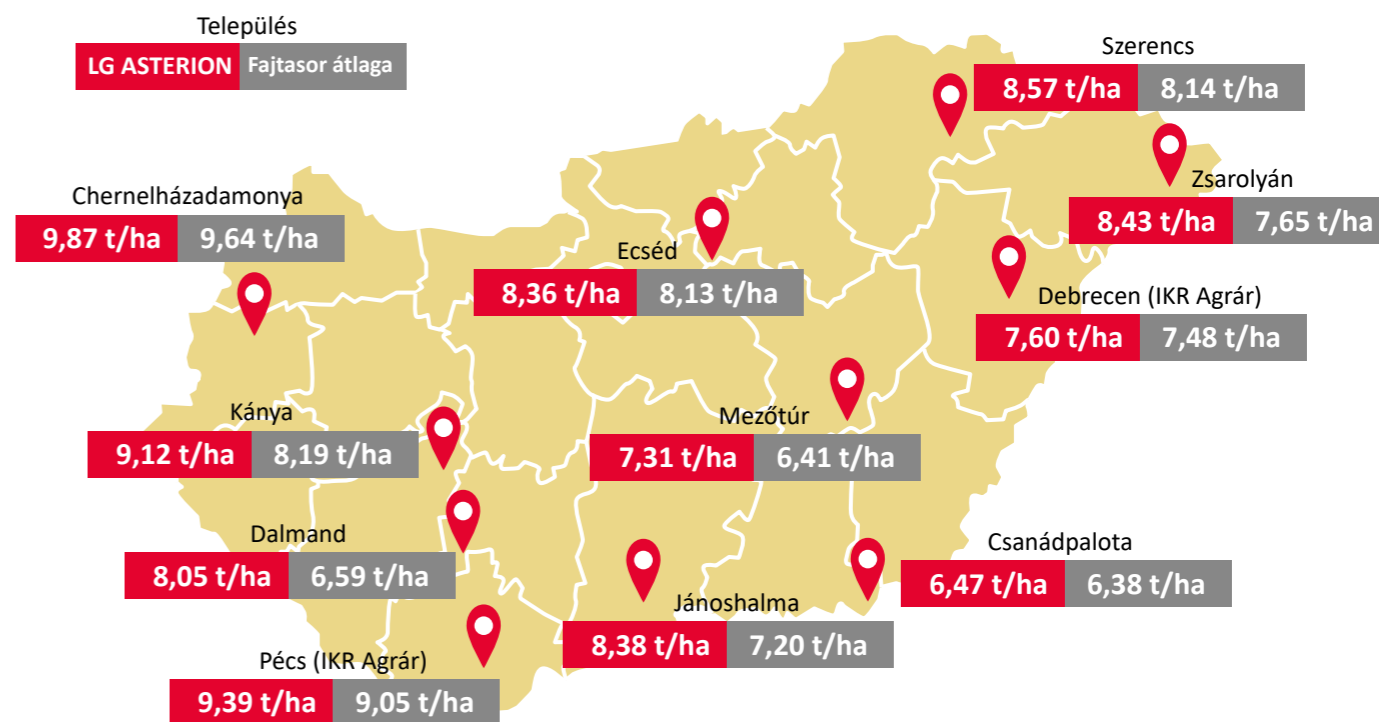 Település
LG ASTERION Fajtasor átlaga
Szerencs
8,57 t/ha 8,14 t/ha
Zsarolyán
8,43 t/ha 7,65 t/ha
Chernelházadamonya
9,87 t/ha 9,64 t/ha
Ecséd
8,36 t/ha 8,13 t/ha
Debrecen (IKR Agrár)
7,60 t/ha 7,48 t/ha
Kánya
9,12 t/ha 8,19 t/ha
Mezőtúr
7,31 t/ha 6,41 t/ha
Dalmand
8,05 t/ha 6,59 t/ha
Csanádpalota
6,47 t/ha 6,38 t/ha
Jánoshalma
8,38 t/ha 7,20 t/ha
Pécs (IKR Agrár)
9,39 t/ha 9,05 t/ha